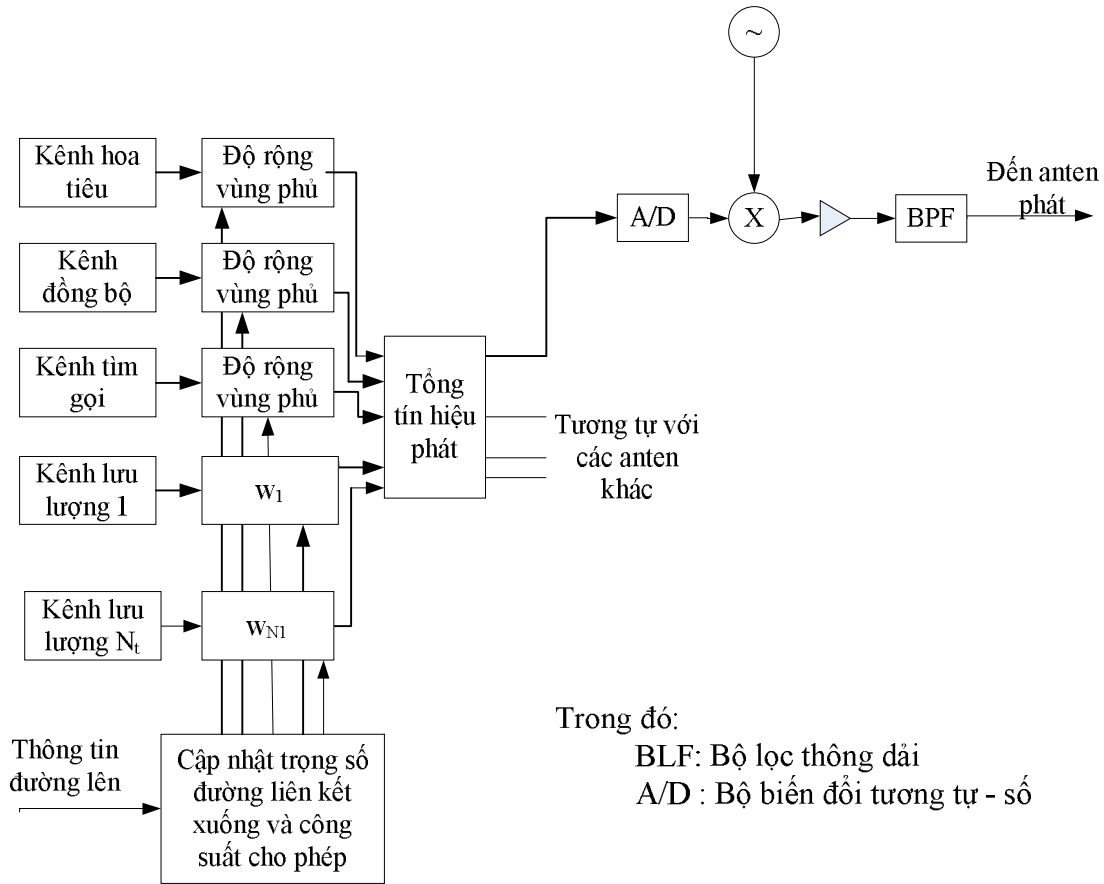 ~
Kênh hoa
tiêu
Độ rộng
vùng phủ
Đến anten
phát
A/D
X
BPF
Kênh
đồng bộ
Độ rộng
vùng phủ
Kênh tìm
gọi
Độ rộng
vùng phủ
Tổng
tín hiệu
phát
Tương tự với
các anten
khác
Kênh lưu
lượng 1
w1
Kênh lưu
lượng Nt
wN1
Thông tin
đường lên
Cập nhật trọng số
đường liên kết
xuống và công
suất cho phép
Trong đó:
BLF: Bộ lọc thông dải
A/D : Bộ biến đổi tương tự - số